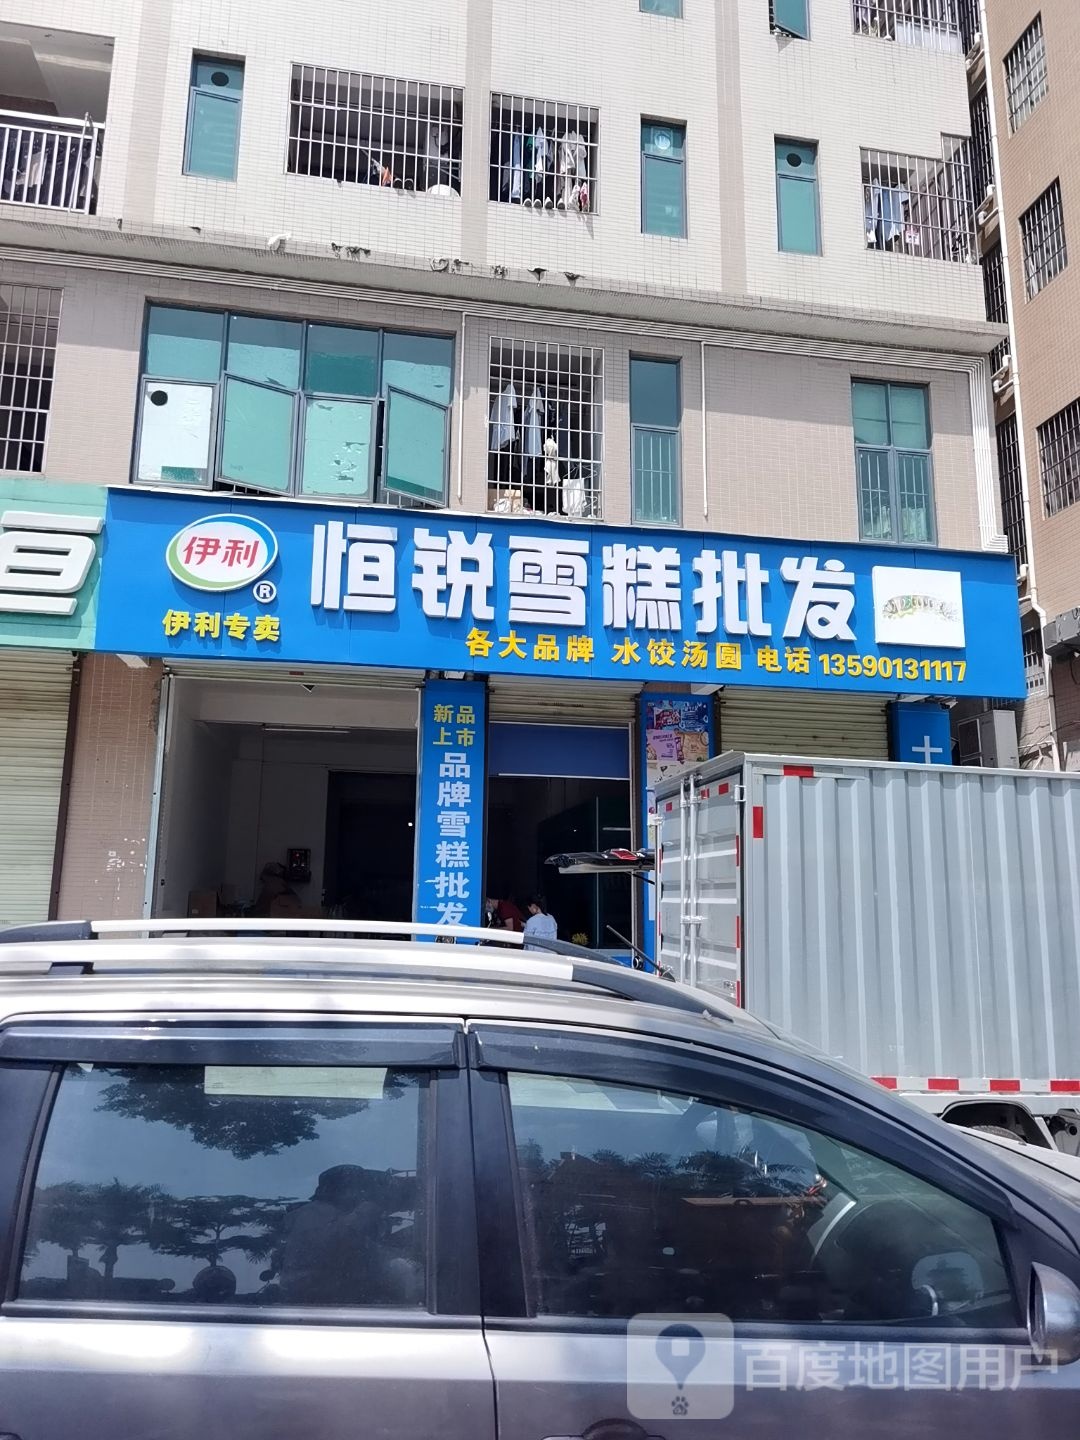 伊利®
伊利专卖
恒锐雪糕批发
各大品牌 水饺汤圆 电话 13590131117
新品
上市
品牌雪糕批发
百度地图用户